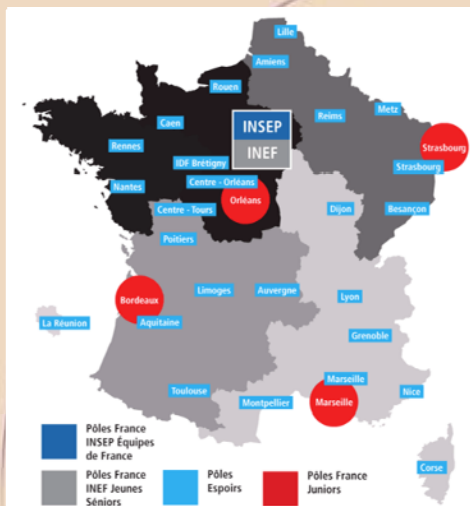 Lille
Amiens
Rouen
Caen
INSEP
INEF
Reims
Metz
Strasbourg
Rennes
IDF Brétigny
Strasbourg
Nantes
Centre - Orléans
Orléans
Centre - Tours
Dijon
Besançon
Poitiers
Bordeaux
Limoges
Auvergne
Lyon
La Réunion
Aquitaine
Grenoble
Marseille
Toulouse
Montpellier
Marseille
Nice
Corse
Pôles France
INSEP Équipes
de France
Pôles France
INEF Jeunes
Séniors
Pôles
Espoirs
Pôles France
Juniors